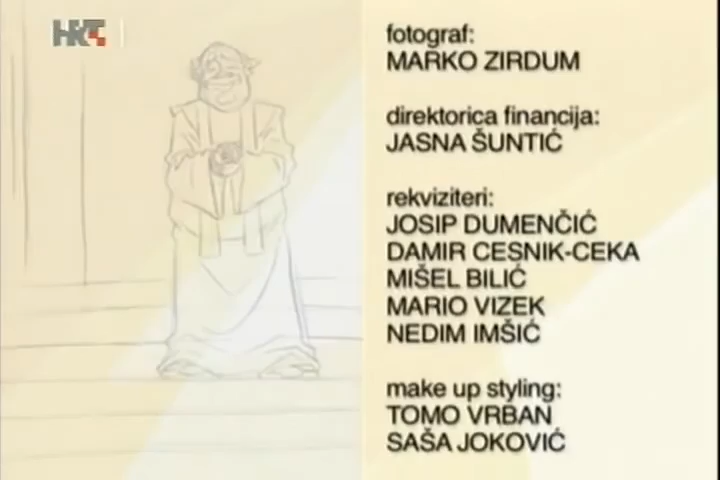 HRT
fotograf:
MARKO ZIRDUM
direktorica financija:
JASNA ŠUNTIĆ
rekviziteri:
JOSIP DUMENČIĆ
DAMIR CESNIK-CEKA
MIŠEL BILIĆ
MARIO VIZEK
NEDIM IMŠIĆ
make up styling:
TOMO VRBAN
SAŠA JOKOVIĆ